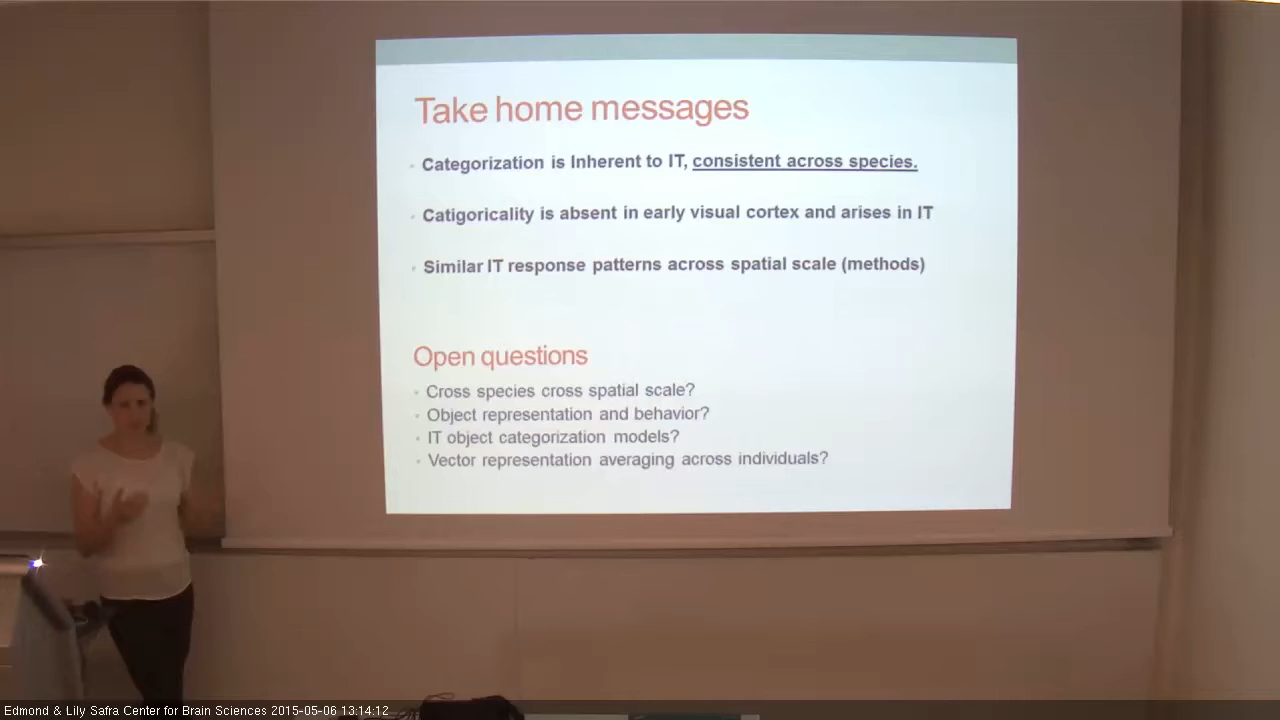 Take home messages
Categorization is Inherent to IT, consistent across species.
Catigoricality is absent in early visual cortex and arises in IT
Similar IT response patterns across spatial scale (methods)
Open questions
Cross species cross spatial scale?
Object representation and behavior?
IT object categorization models?
Vector representation averaging across individuals?
Edmond & Lily Safra Center for Brain Sciences 2015-05-06 13:14:12